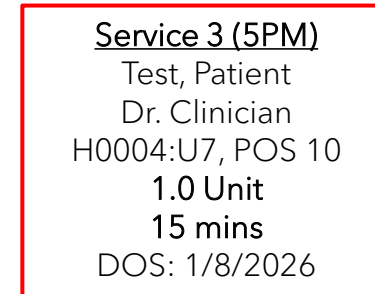 Service 3 (5PM)
Test, Patient
Dr. Clinician
H0004:U7, POS 10
1.0 Unit
15 mins
DOS: 1/8/2026